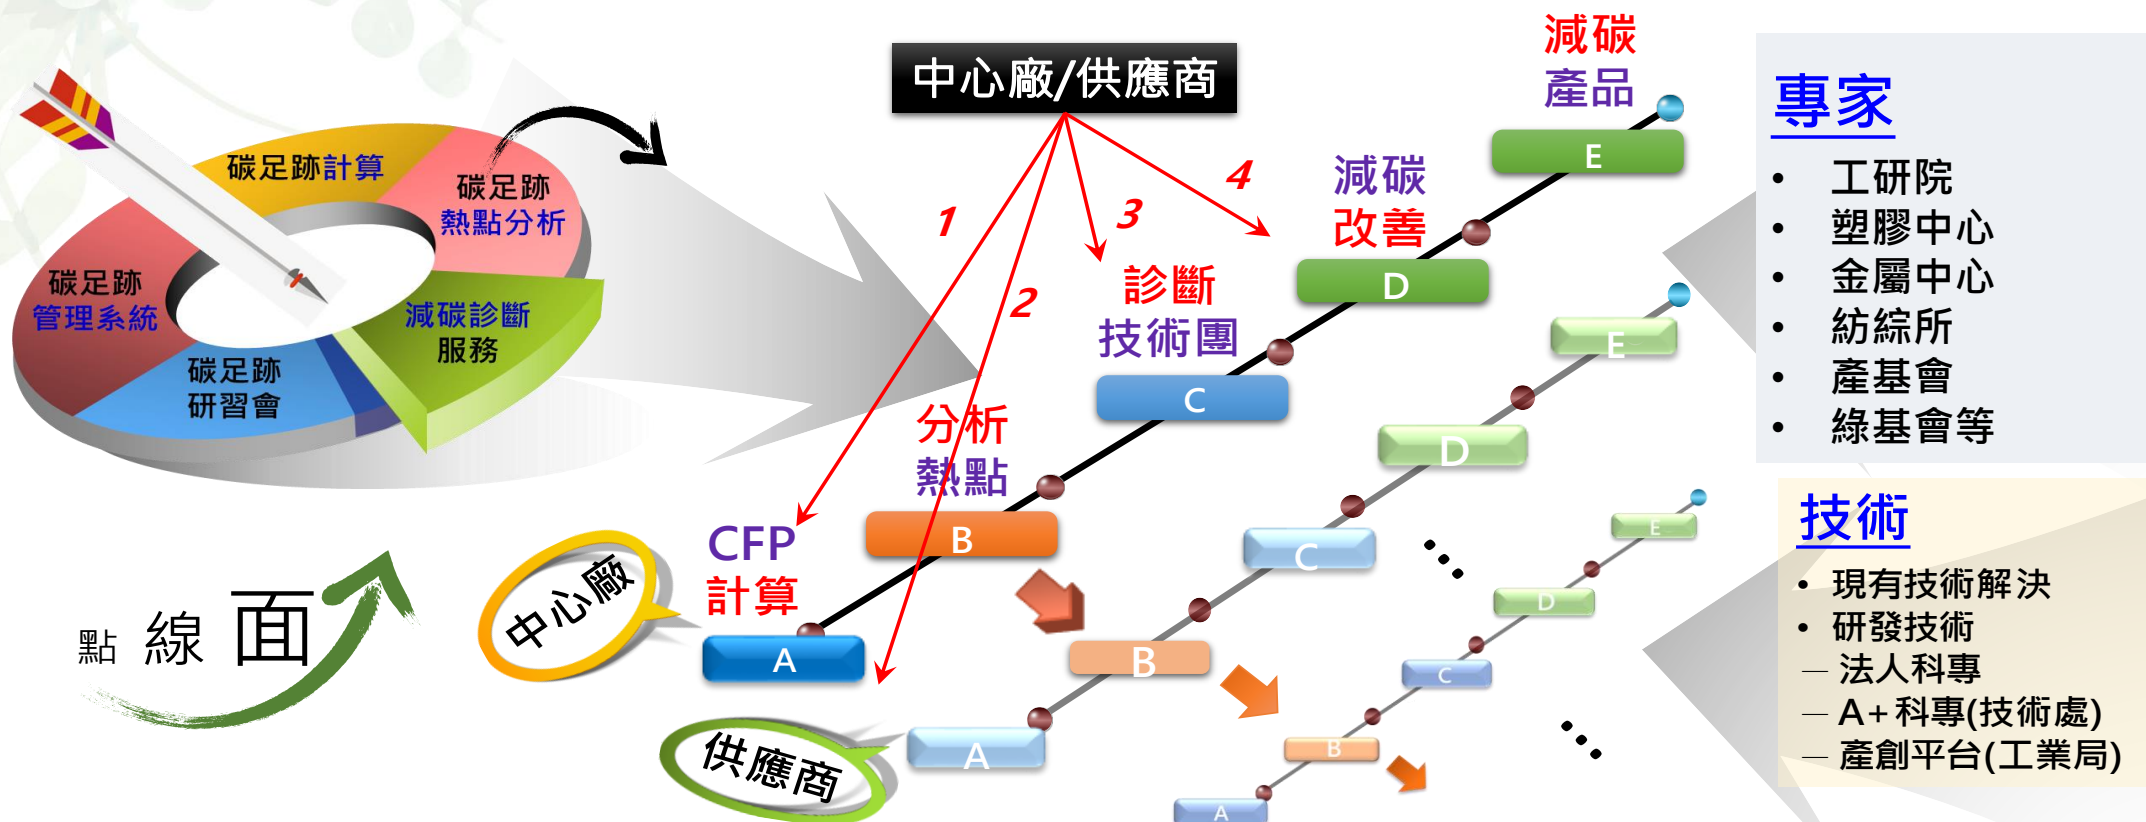 碳足跡計算
碳足跡
熱點分析
碳足跡
管理系統
減碳診斷
服務
碳足跡
研習會
點 線 面
中心廠/供應商
1
2
3
4
減碳
產品
E
減碳
改善
D
診斷
技術團
C
分析
熱點
B
CFP
計算
A
中心廠
供應商
E
D
C
B
A
E
D
C
B
A
專家
• 工研院
• 塑膠中心
• 金屬中心
• 紡綜所
• 產基會
• 綠基會等
技術
• 現有技術解決
• 研發技術
— 法人科專
— A+科專(技術處)
— 產創平台(工業局)